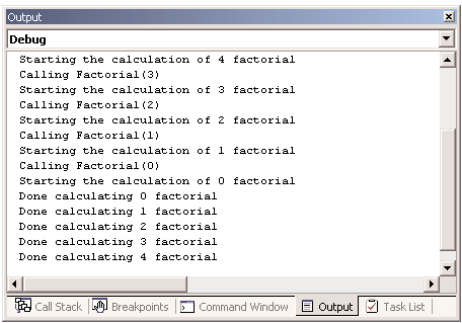 Output
Debug
Starting the calculation of 4 factorial
Calling Factorial(3)
Starting the calculation of 3 factorial
Calling Factorial(2)
Starting the calculation of 2 factorial
Calling Factorial(1)
Starting the calculation of 1 factorial
Calling Factorial(0)
Starting the calculation of 0 factorial
Done calculating 0 factorial
Done calculating 1 factorial
Done calculating 2 factorial
Done calculating 3 factorial
Done calculating 4 factorial
Call Stack Breakpoints Command Window Output Task List